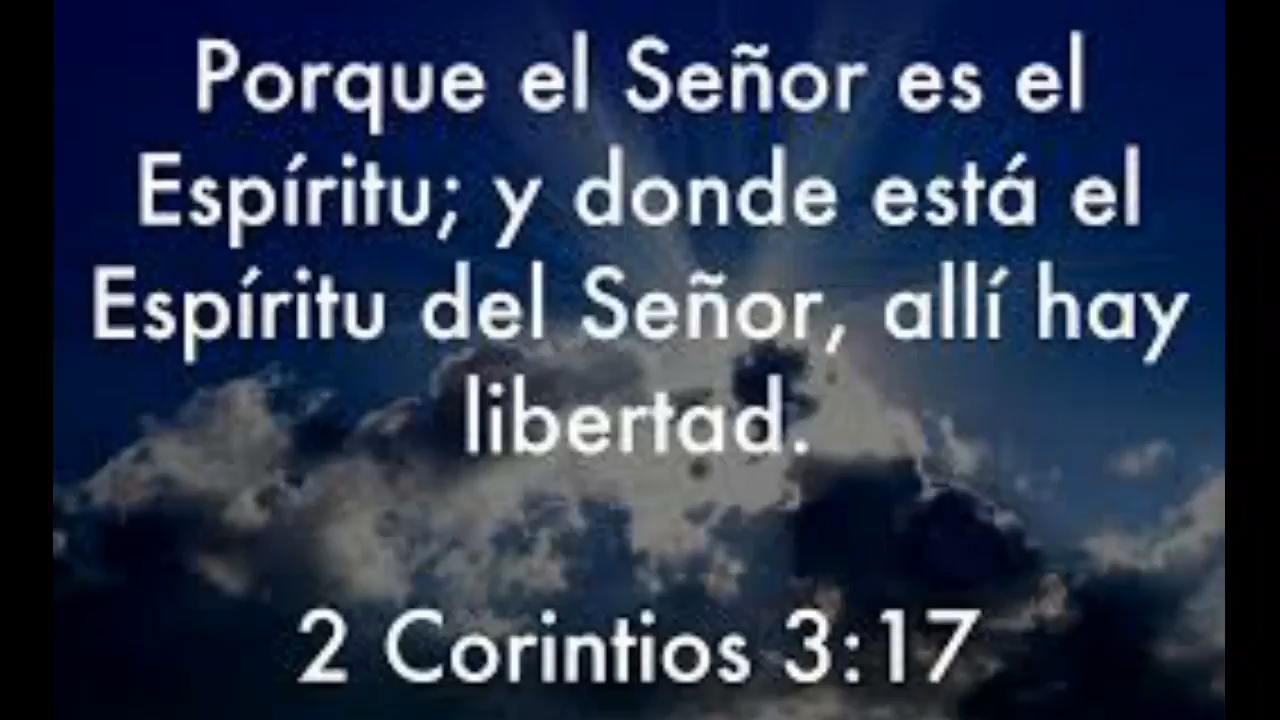 Porque el Señor es el
Espíritu; y donde está el
Espíritu del Señor, allí hay
libertad.
2 Corintios 3:17